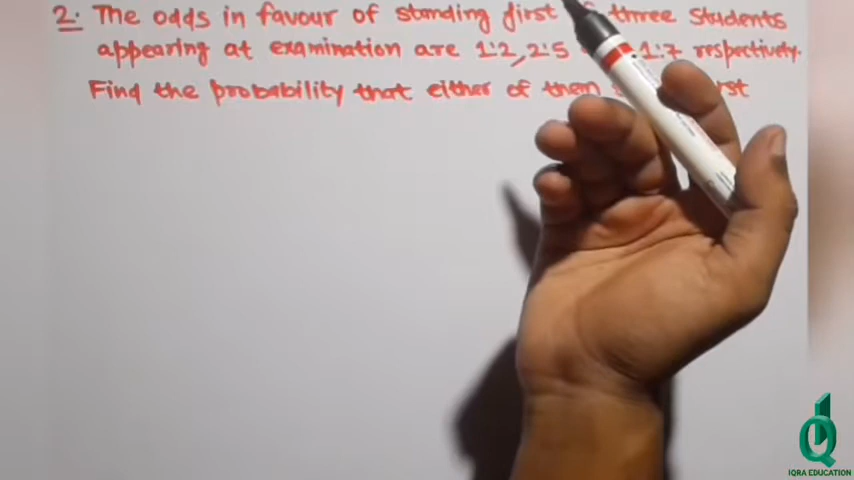 2. The odds in favour of standing first three Students
appearing at examination are 1:2, 2:5 1:7 respectively.
Find the probability that either of them
IQRA EDUCATION